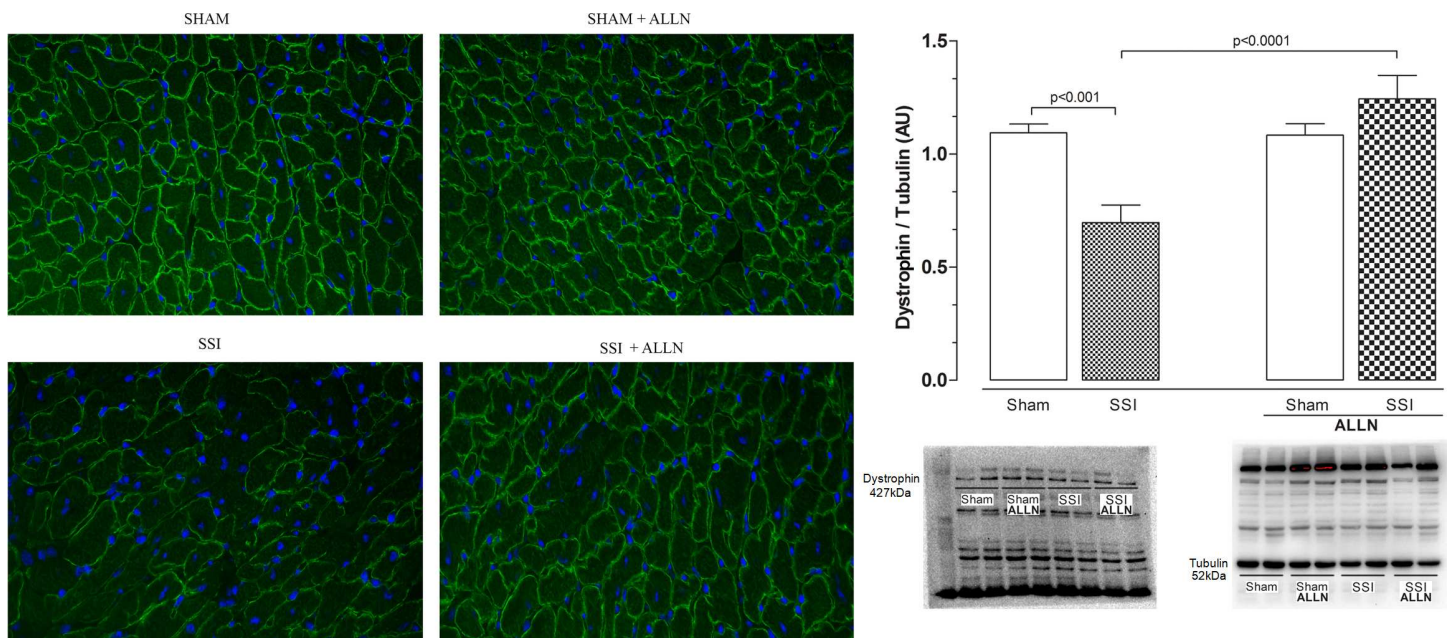 SHAM
SHAM + ALLN
SSI
SSI + ALLN
1.5
1.0
0.5
0.0
Dystrophin / Tubulin (AU)
p<0.0001
p<0.001
Sham
SSI
Sham
SSI
ALLN
Dystrophin
427kDa
Sham
Sham
ALLN
SSI
SSI
ALLN
Tubulin
52kDa
Sham
Sham
ALLN
SSI
SSI
ALLN